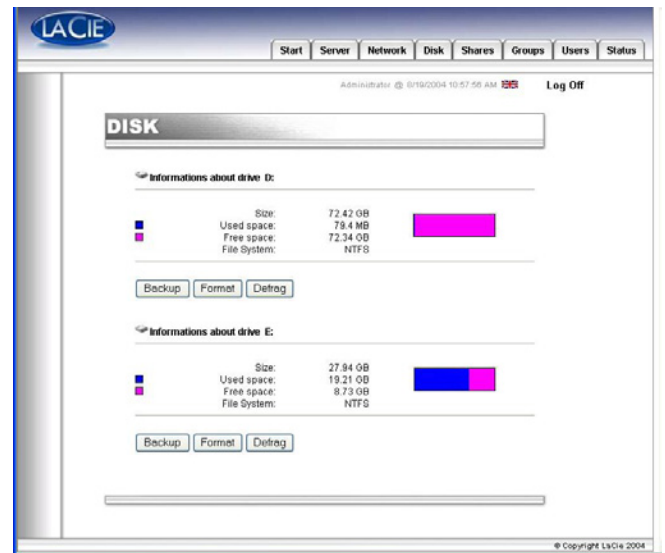 LACIE
Start Server Network Disk Shares Groups Users Status
Administrator @ 8/19/2004 10:57:56 AM Log Off
DISK
Informations about drive D:
Size: 72.42 GB
Used space: 79.4 MB
Free space: 72.34 GB
File System: NTFS
Backup Format Defrag
Informations about drive E:
Size: 27.94 GB
Used space: 19.21 GB
Free space: 8.73 GB
File System: NTFS
Backup Format Defrag
© Copyright LaCie 2004